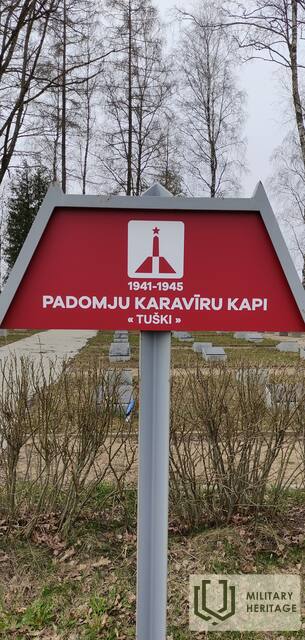 1941-1945
PADOMJU KARAVĪRU KAPI
« TUŠKI »
MILITARY
HERITAGE